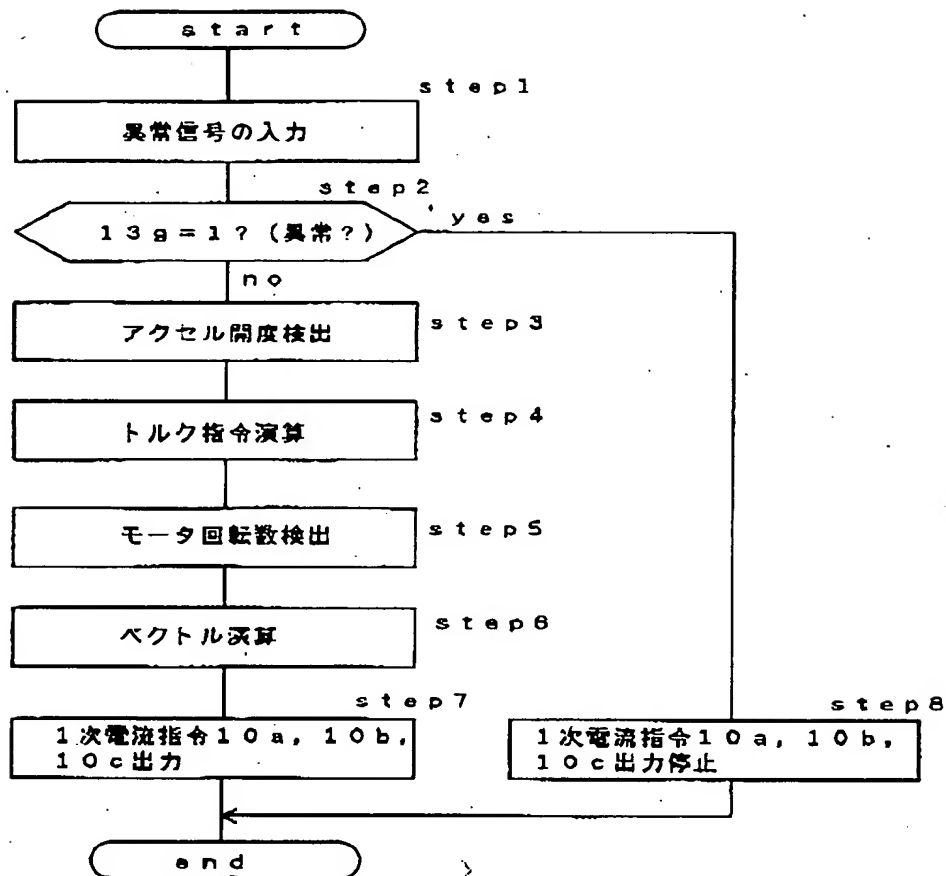 start
step1
異常信号の入力
step2
13g=1?(異常?)
yes
no
アクセル開度検出
step3
トルク指令演算
step4
モータ回転数検出
step5
ベクトル演算
step6
step7
1次電流指令10a,10b,
10c出力
step8
1次電流指令10a,10b,
10c出力停止
end